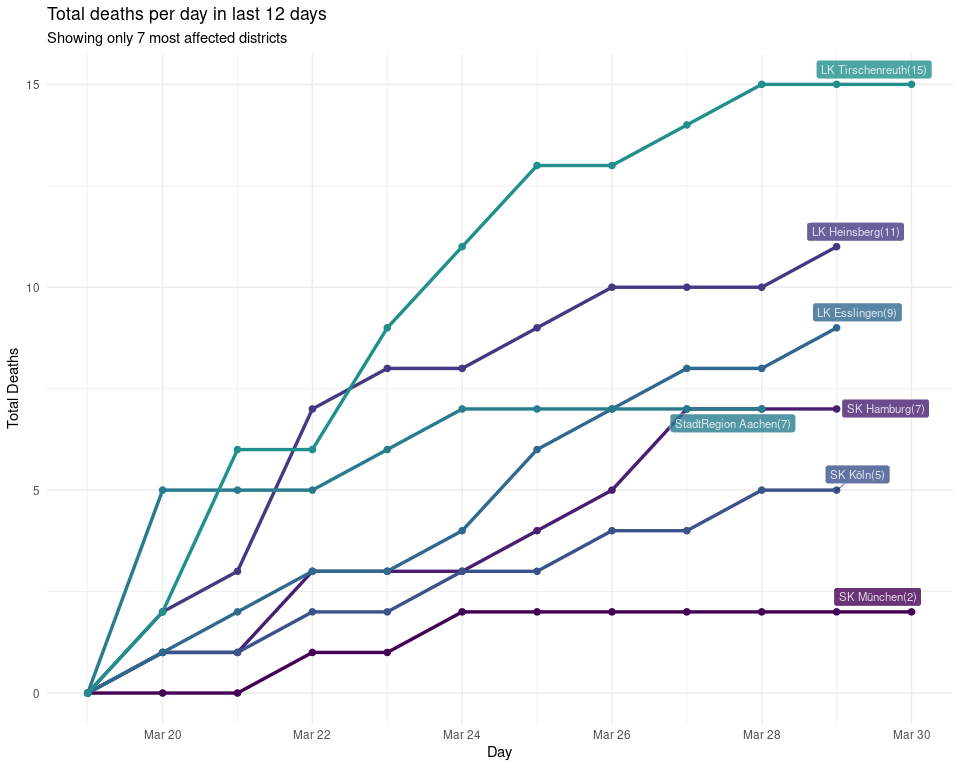 Total deaths per day in last 12 days
Showing only 7 most affected districts
Total Deaths
15
10
5
0
LK Tirschenreuth(15)
LK Heinsberg(11)
LK Esslingen(9)
SK Hamburg(7)
StadtRegion Aachen(7)
SK Köln(5)
SK München(2)
Mar 20
Mar 22
Mar 24
Mar 26
Mar 28
Mar 30
Day